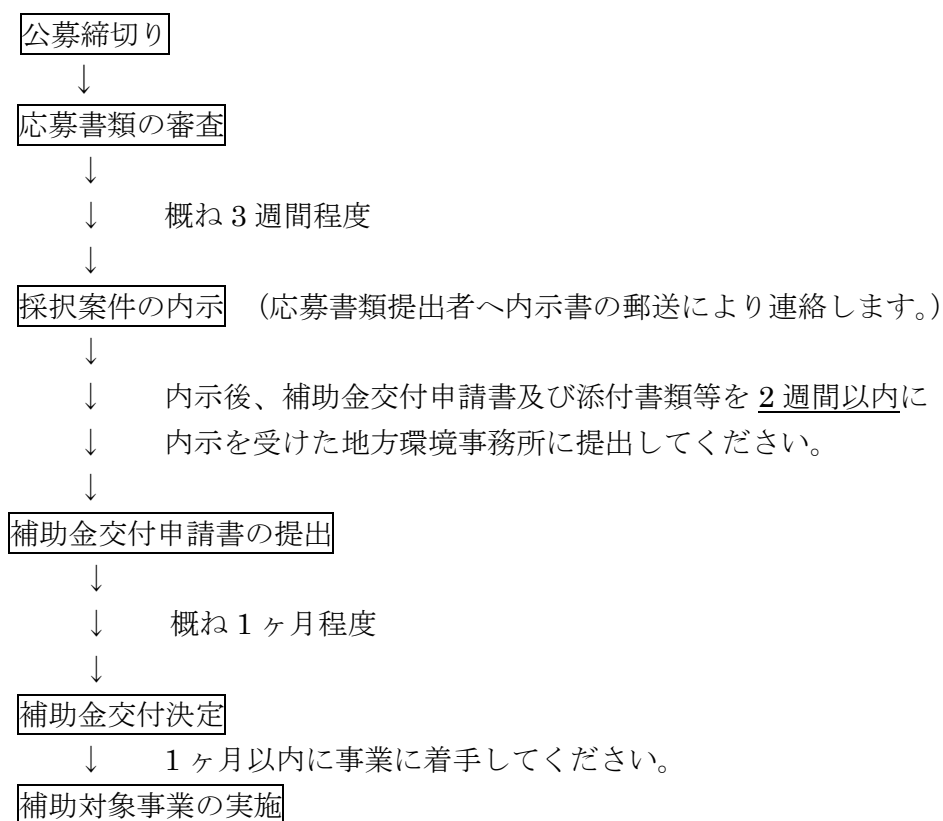 公募締切り
↓
応募書類の審査
↓
↓ 概ね 3 週間程度
↓
採択案件の内示 （応募書類提出者へ内示書の郵送により連絡します。）
↓
↓ 内示後、補助金交付申請書及び添付書類等を 2 週間以内に
↓ 内示を受けた地方環境事務所に提出してください。
↓
補助金交付申請書の提出
↓
↓ 概ね 1 ヶ月程度
↓
補助金交付決定
↓ 1 ヶ月以内に事業に着手してください。
補助対象事業の実施